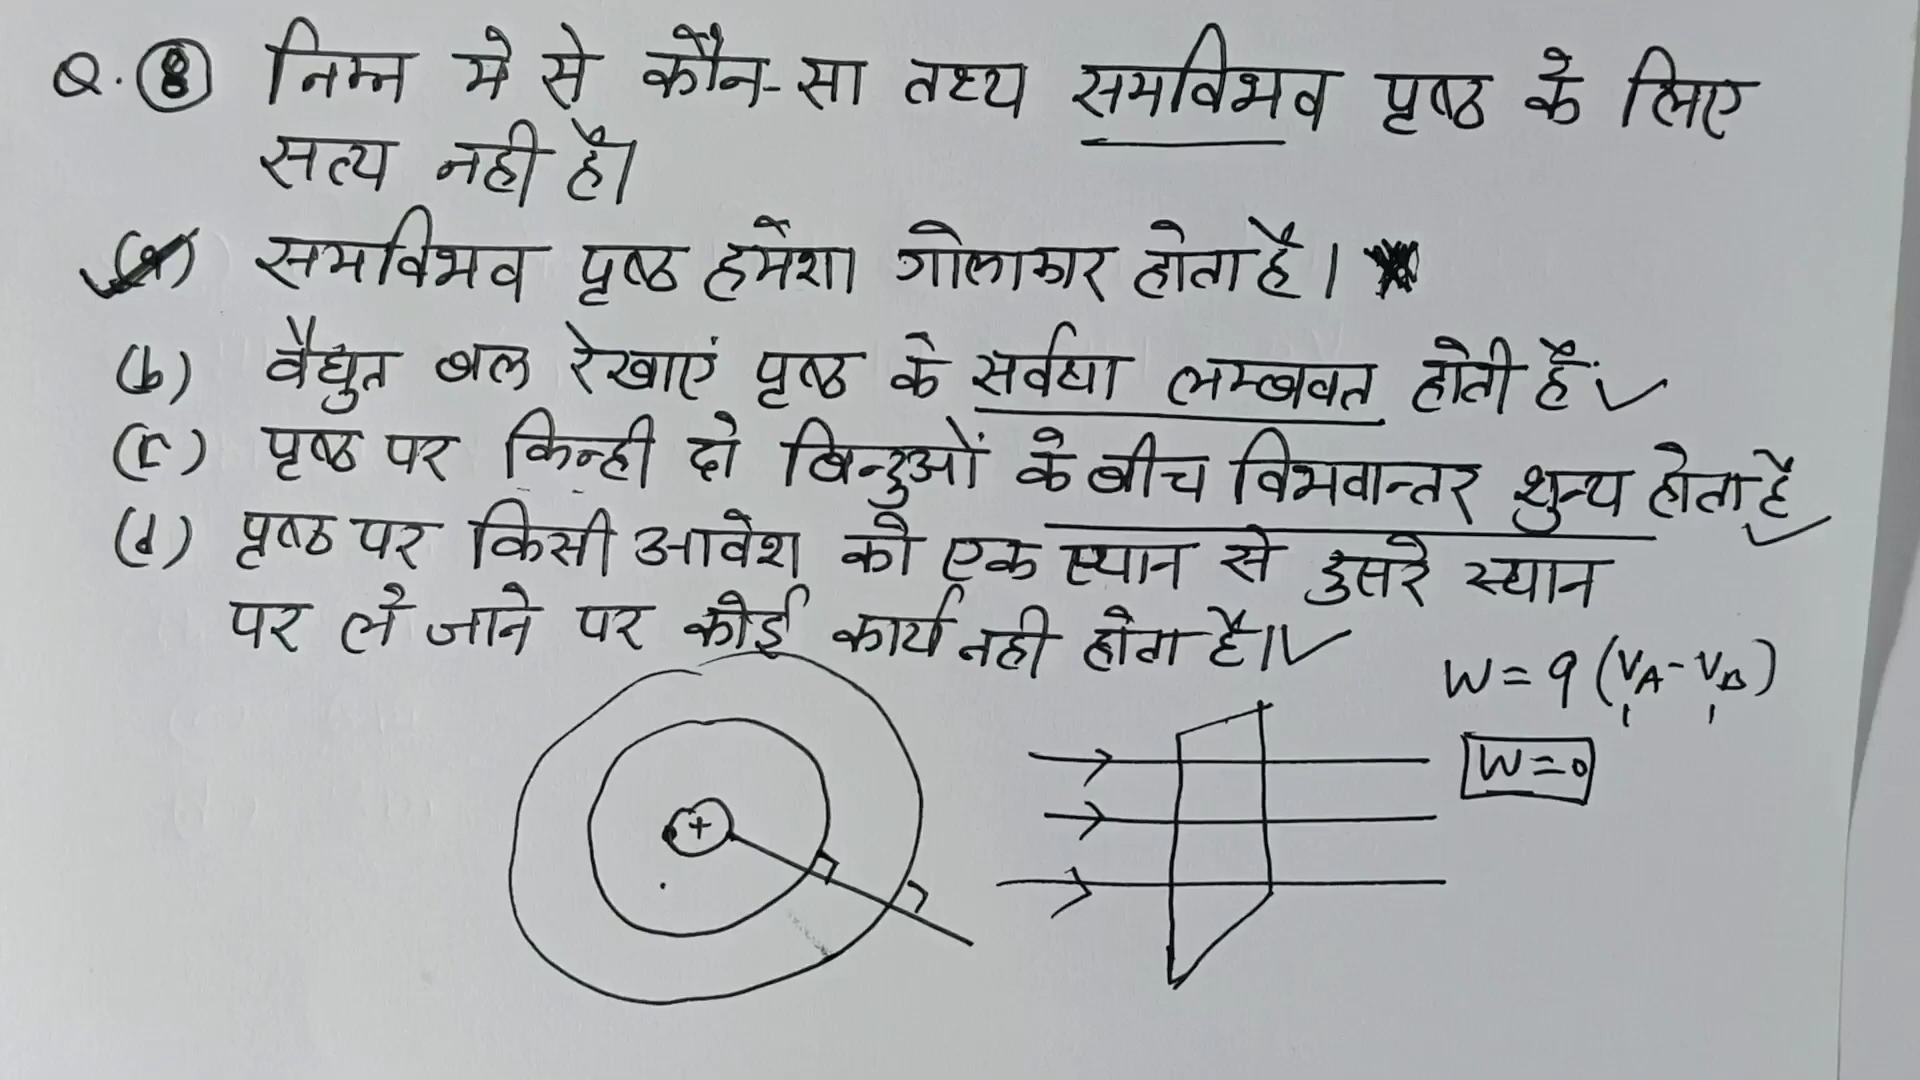 Q. (8) निम्न मे से कौन-सा तथ्य समविभव पृष्ठ के लिए
सत्य नही है।
(a) समविभव पृष्ठ हमेशा गोलाकार होता है।
(b) वैद्युत बल रेखाएं पृष्ठ के सर्वथा लम्बवत होती है ✓
(c) पृष्ठ पर किन्ही दो बिन्दुओं के बीच विभवान्तर शुन्य होता है ✓
(d) पृष्ठ पर किसी आवेश को एक स्थान से दुसरे स्थान
पर ले जाने पर कोई कार्य नही होता है। ✓
W = q (VA - VB)
W = 0
+